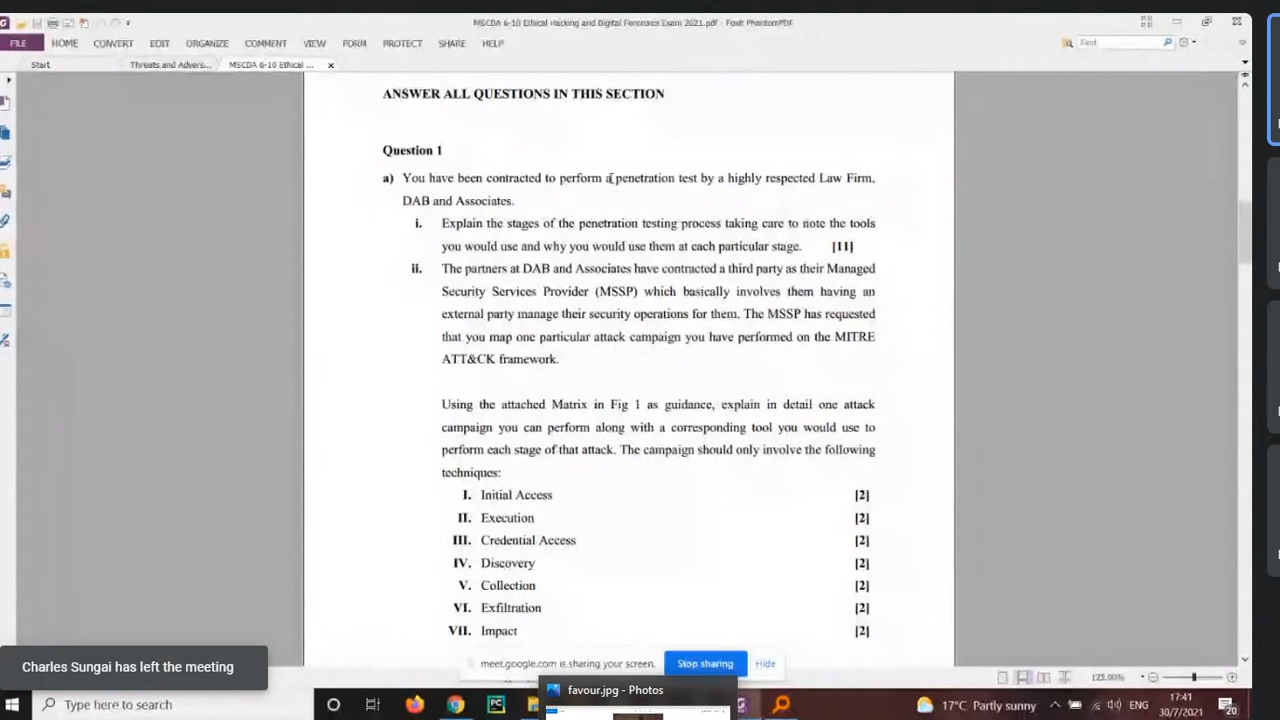 MSCDA 6-10 Ethical Hacking and Digital Forensics Exam 2021.pdf - Foxit PhantomPDF
FILE HOME CONVERT EDIT ORGANIZE COMMENT VIEW FORM PROTECT SHARE HELP
Find
Start Threats and Advers... MSCDA 6-10 Ethical ...
ANSWER ALL QUESTIONS IN THIS SECTION
Question 1
a) You have been contracted to perform a penetration test by a highly respected Law Firm,
DAB and Associates.
i. Explain the stages of the penetration testing process taking care to note the tools
you would use and why you would use them at each particular stage. [11]
ii. The partners at DAB and Associates have contracted a third party as their Managed
Security Services Provider (MSSP) which basically involves them having an
external party manage their security operations for them. The MSSP has requested
that you map one particular attack campaign you have performed on the MITRE
ATT&CK framework.
Using the attached Matrix in Fig 1 as guidance, explain in detail one attack
campaign you can perform along with a corresponding tool you would use to
perform each stage of that attack. The campaign should only involve the following
techniques:
I. Initial Access [2]
II. Execution [2]
III. Credential Access [2]
IV. Discovery [2]
V. Collection [2]
VI. Exfiltration [2]
VII. Impact [2]
Charles Sungai has left the meeting
meet.google.com is sharing your screen. Stop sharing Hide
125.00%
favour.jpg - Photos
Type here to search
PC
17°C Partly sunny
ENG
17:41
30/7/2021
20